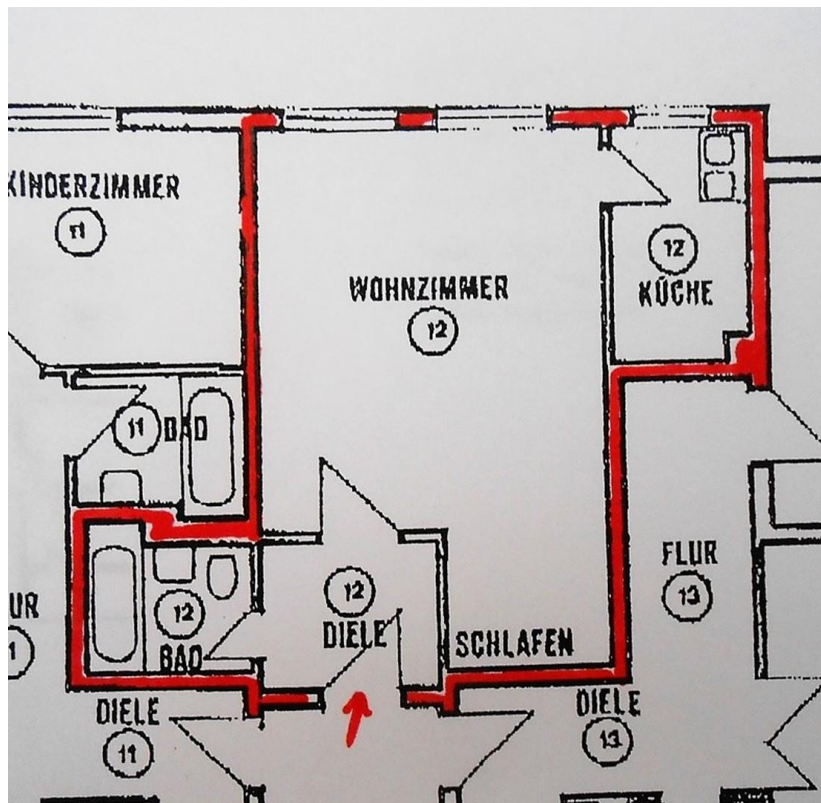 KINDERZIMMER
11
12
KÜCHE
WOHNZIMMER
12
11 BAD
12
BAD
12
DIELE
SCHLAFEN
FLUR
13
UR
1
DIELE
11
DIELE
13